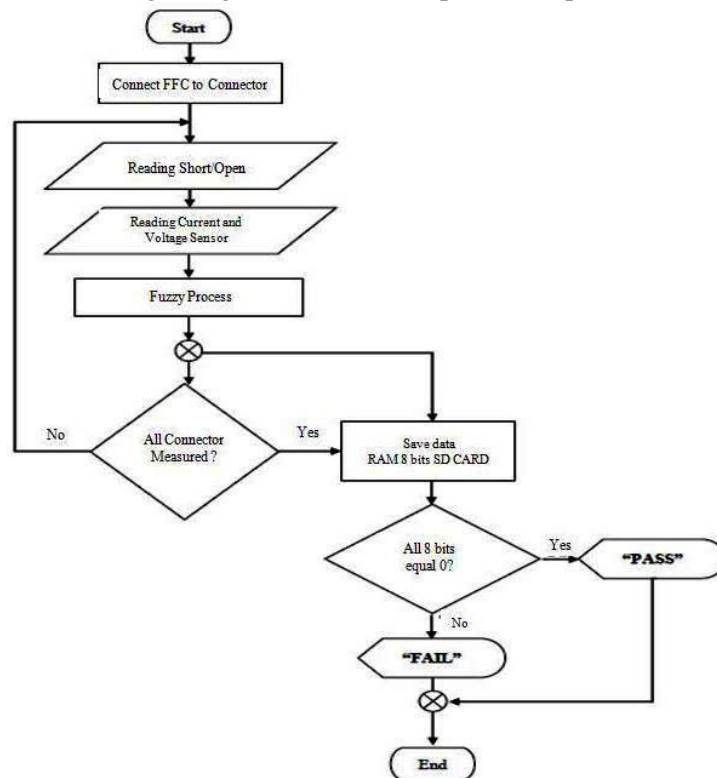 Start
Connect FFC to Connector
Reading Short/Open
Reading Current and
Voltage Sensor
Fuzzy Process
No
All Connector
Measured ?
Yes
Save data
RAM 8 bits SD CARD
All 8 bits
equal 0?
Yes
“PASS”
No
“FAIL”
End